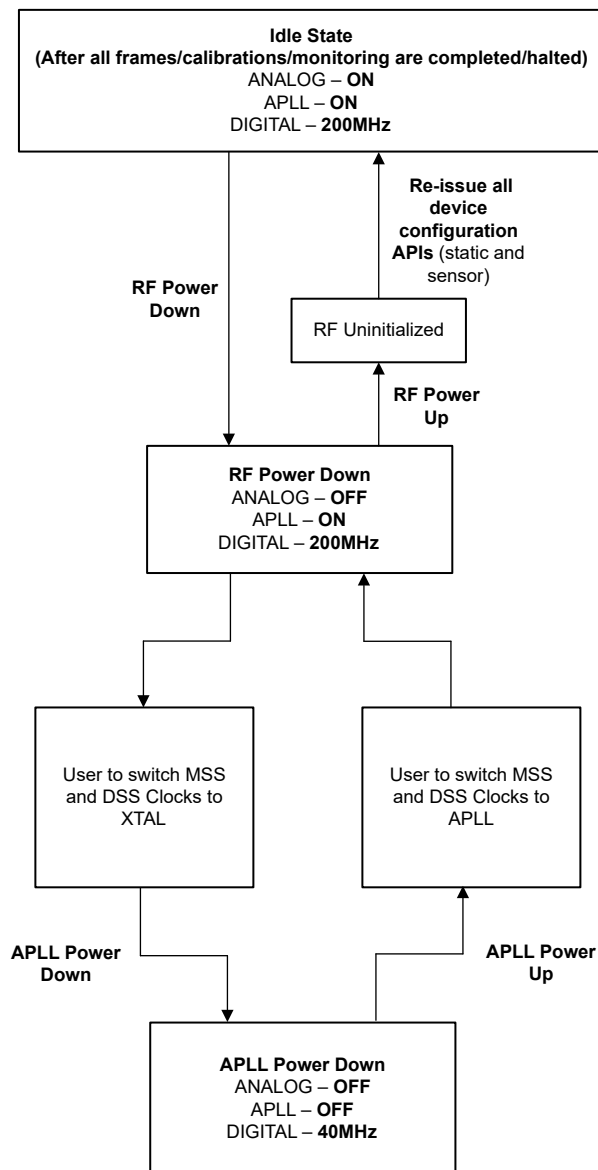 Idle State
(After all frames/calibrations/monitoring are completed/halted)
ANALOG – ON
APLL – ON
DIGITAL – 200MHz
Re-issue all
device
configuration
APIs (static and
sensor)
RF Power
Down
RF Uninitialized
RF Power
Up
RF Power Down
ANALOG – OFF
APLL – ON
DIGITAL – 200MHz
User to switch MSS
and DSS Clocks to
XTAL
User to switch MSS
and DSS Clocks to
APLL
APLL Power
Down
APLL Power
Up
APLL Power Down
ANALOG – OFF
APLL – OFF
DIGITAL – 40MHz